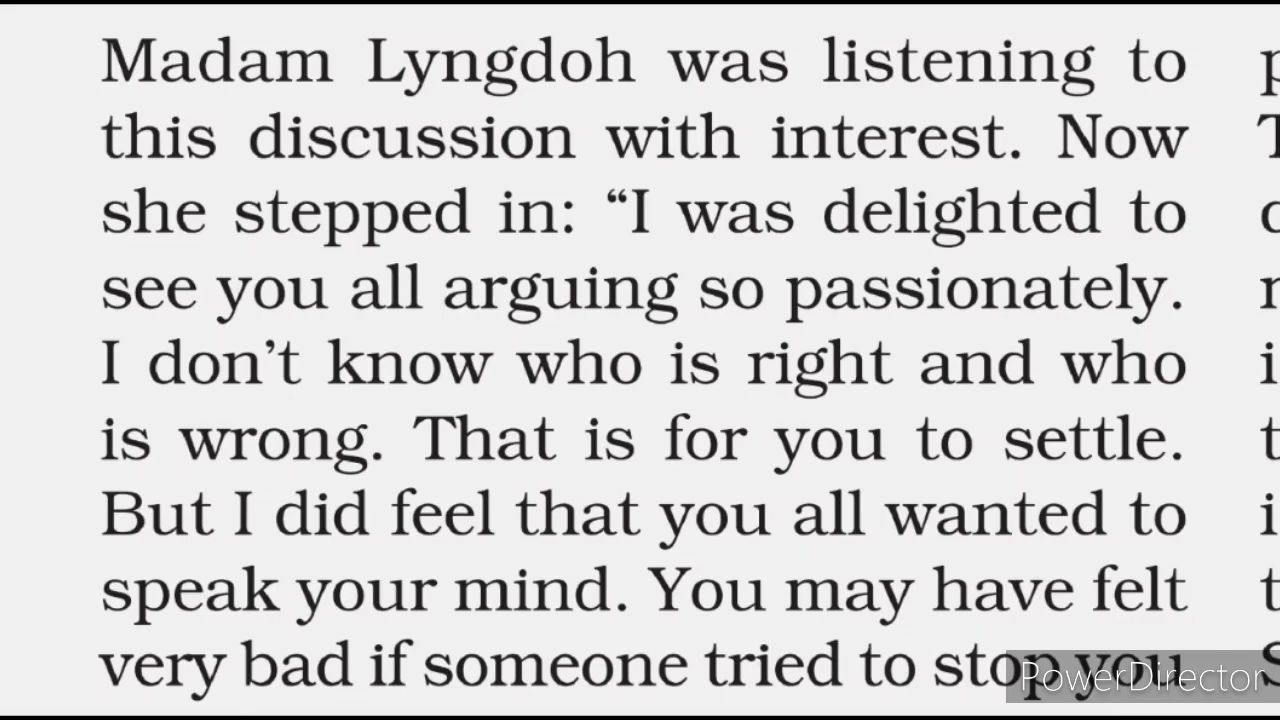 Madam Lyngdoh was listening to
this discussion with interest. Now
she stepped in: “I was delighted to
see you all arguing so passionately.
I don’t know who is right and who
is wrong. That is for you to settle.
But I did feel that you all wanted to
speak your mind. You may have felt
very bad if someone tried to stop you
PowerDirector